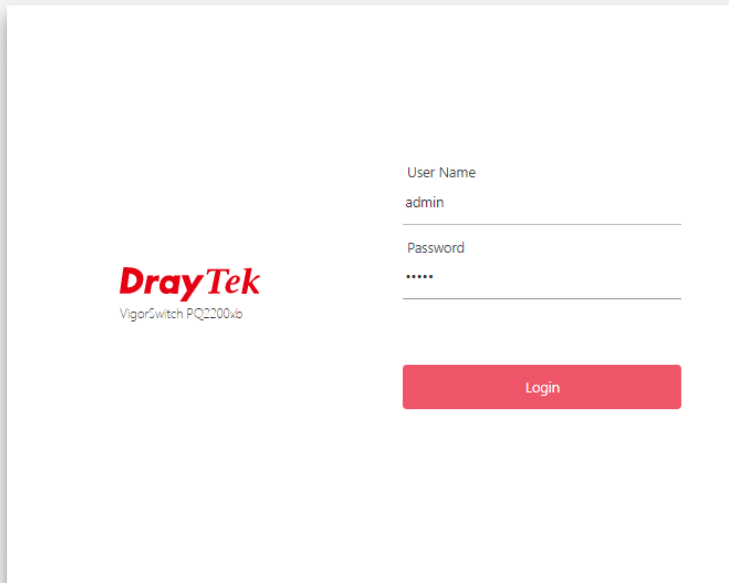 DrayTek
VigorSwitch PQ2200xb
User Name
admin
Password
•••••
Login